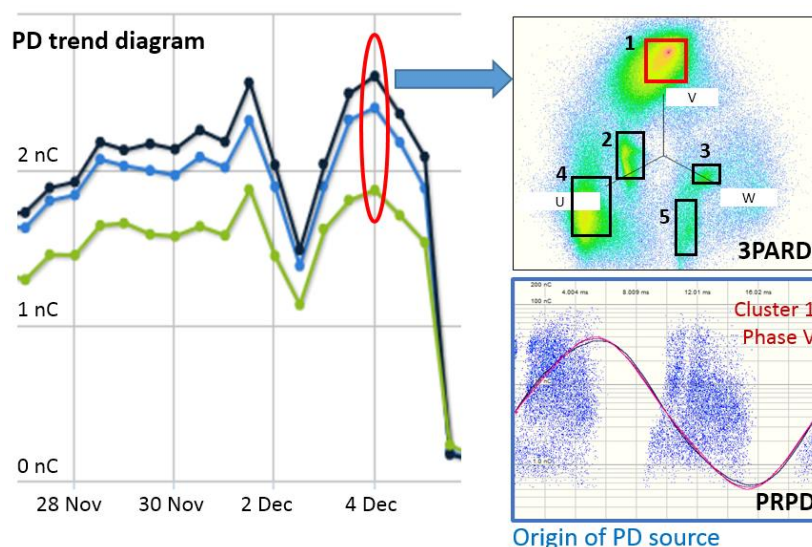 PD trend diagram
2 nC
1 nC
0 nC
28 Nov
30 Nov
2 Dec
4 Dec
1
V
2
3
4
U
W
5
3PARD
200 nC
4.004 ms
8.009 ms
12.01 ms
16.02 ms
100 nC
Cluster 1
Phase V
PRPD
Origin of PD source